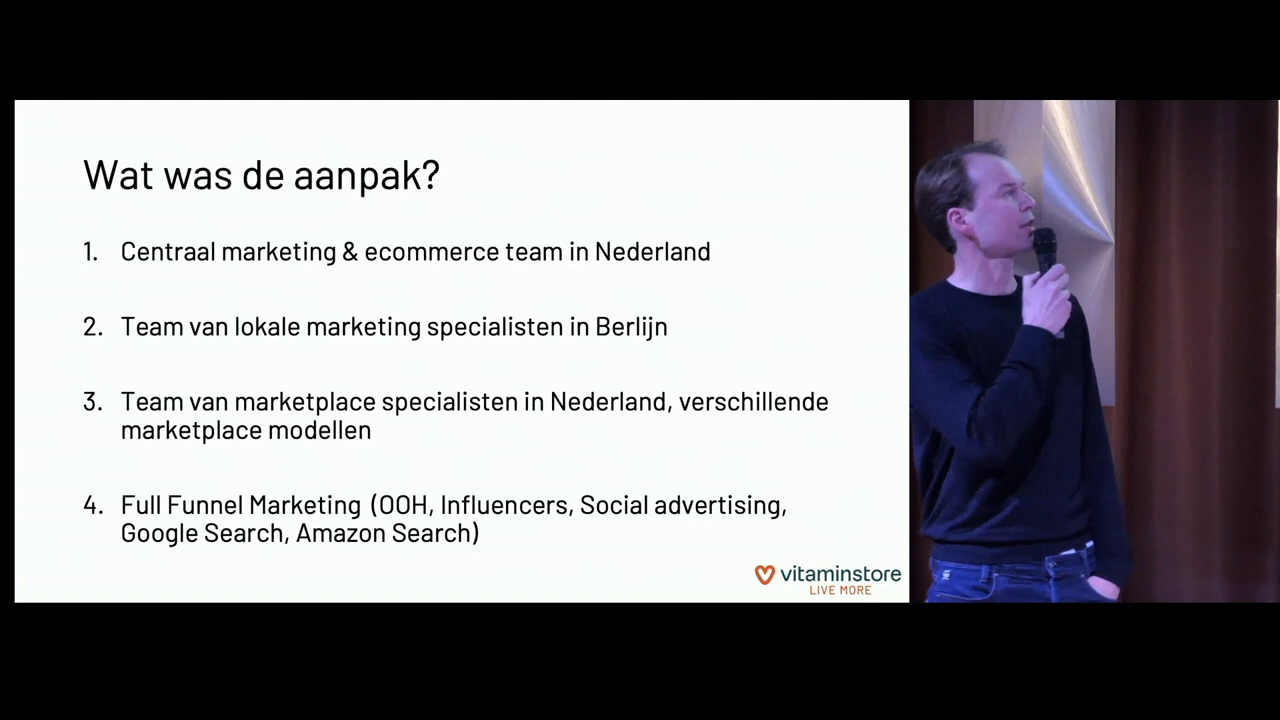 Wat was de aanpak?
1. Centraal marketing & ecommerce team in Nederland
2. Team van lokale marketing specialisten in Berlijn
3. Team van marketplace specialisten in Nederland, verschillende
marketplace modellen
4. Full Funnel Marketing (OOH, Influencers, Social advertising,
Google Search, Amazon Search)
vitaminstore
LIVE MORE